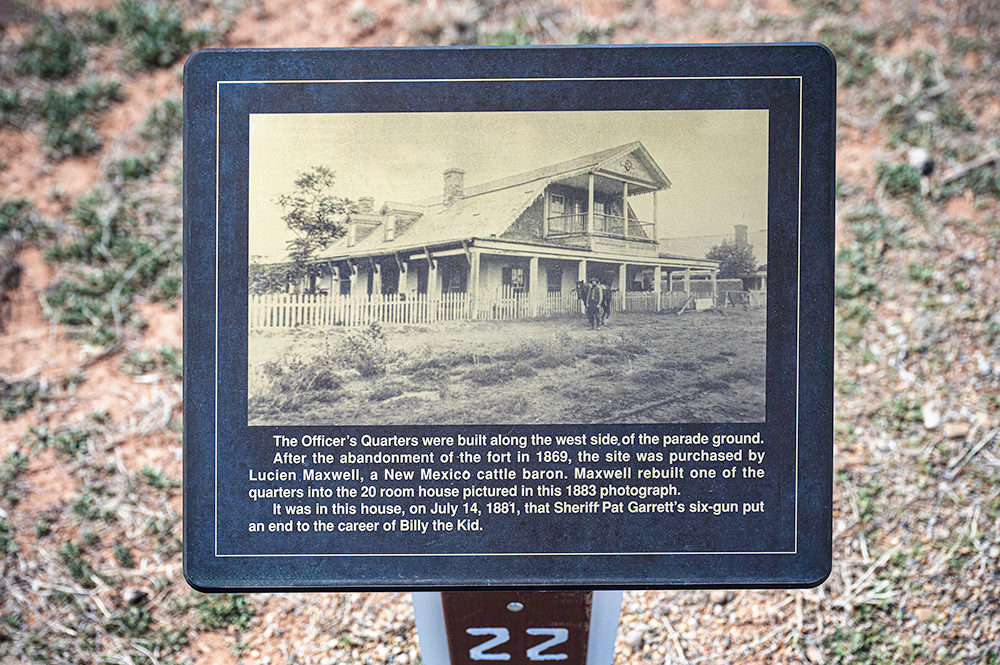 The Officer's Quarters were built along the west side of the parade ground.
After the abandonment of the fort in 1869, the site was purchased by
Lucien Maxwell, a New Mexico cattle baron. Maxwell rebuilt one of the
quarters into the 20 room house pictured in this 1883 photograph.
It was in this house, on July 14, 1881, that Sheriff Pat Garrett's six-gun put
an end to the career of Billy the Kid.
22